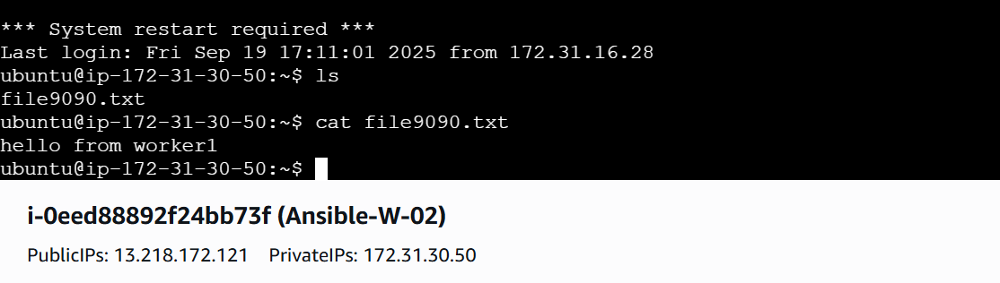 *** System restart required ***
Last login: Fri Sep 19 17:11:01 2025 from 172.31.16.28
ubuntu@ip-172-31-30-50:~$ ls
file9090.txt
ubuntu@ip-172-31-30-50:~$ cat file9090.txt
hello from worker1
ubuntu@ip-172-31-30-50:~$
i-0eed88892f24bb73f (Ansible-W-02)
PublicIPs: 13.218.172.121 PrivateIPs: 172.31.30.50